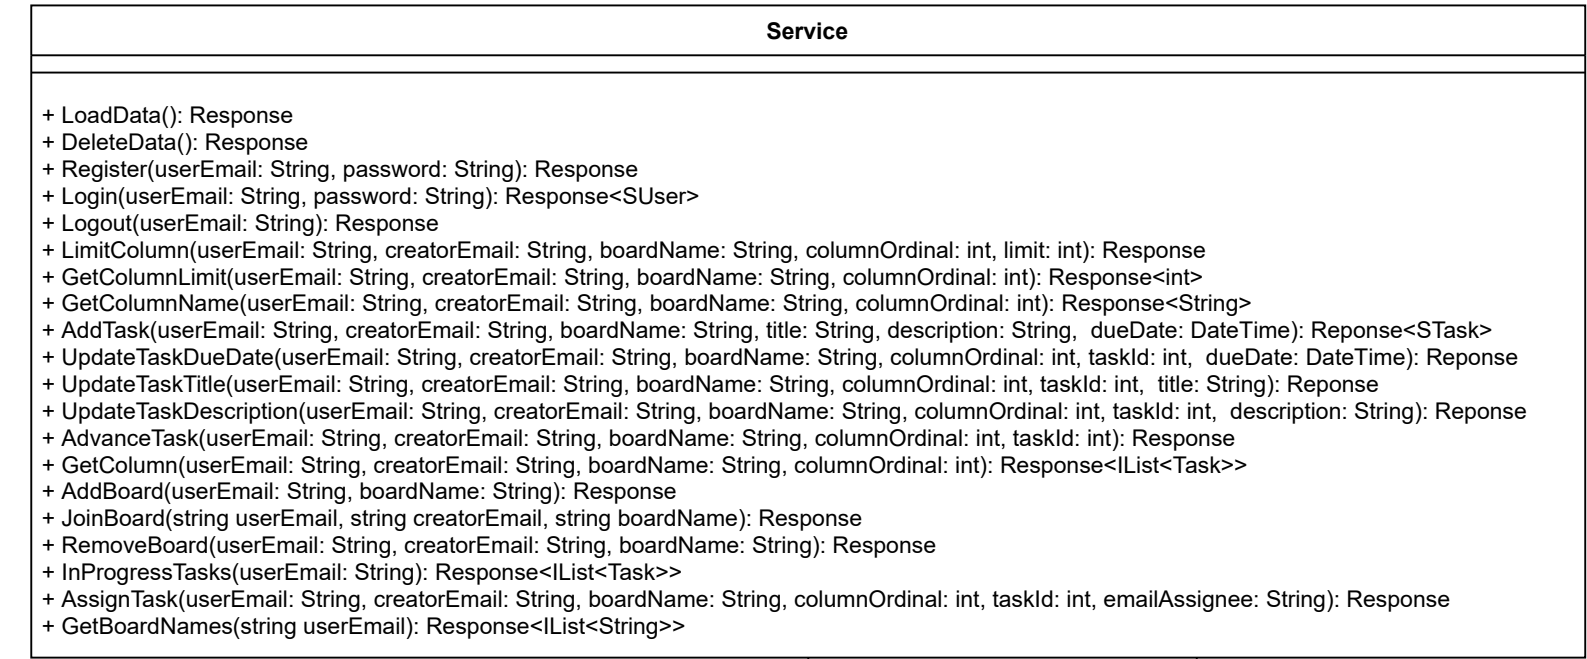 Service
+ LoadData(): Response
+ DeleteData(): Response
+ Register(userEmail: String, password: String): Response
+ Login(userEmail: String, password: String): Response<SUser>
+ Logout(userEmail: String): Response
+ LimitColumn(userEmail: String, creatorEmail: String, boardName: String, columnOrdinal: int, limit: int): Response
+ GetColumnLimit(userEmail: String, creatorEmail: String, boardName: String, columnOrdinal: int): Response<int>
+ GetColumnName(userEmail: String, creatorEmail: String, boardName: String, columnOrdinal: int): Response<String>
+ AddTask(userEmail: String, creatorEmail: String, boardName: String, title: String, description: String,  dueDate: DateTime): Reponse<STask>
+ UpdateTaskDueDate(userEmail: String, creatorEmail: String, boardName: String, columnOrdinal: int, taskId: int,  dueDate: DateTime): Reponse
+ UpdateTaskTitle(userEmail: String, creatorEmail: String, boardName: String, columnOrdinal: int, taskId: int,  title: String): Reponse
+ UpdateTaskDescription(userEmail: String, creatorEmail: String, boardName: String, columnOrdinal: int, taskId: int,  description: String): Reponse
+ AdvanceTask(userEmail: String, creatorEmail: String, boardName: String, columnOrdinal: int, taskId: int): Response
+ GetColumn(userEmail: String, creatorEmail: String, boardName: String, columnOrdinal: int): Response<IList<Task>>
+ AddBoard(userEmail: String, boardName: String): Response
+ JoinBoard(string userEmail, string creatorEmail, string boardName): Response
+ RemoveBoard(userEmail: String, creatorEmail: String, boardName: String): Response
+ InProgressTasks(userEmail: String): Response<IList<Task>>
+ AssignTask(userEmail: String, creatorEmail: String, boardName: String, columnOrdinal: int, taskId: int, emailAssignee: String): Response
+ GetBoardNames(string userEmail): Response<IList<String>>